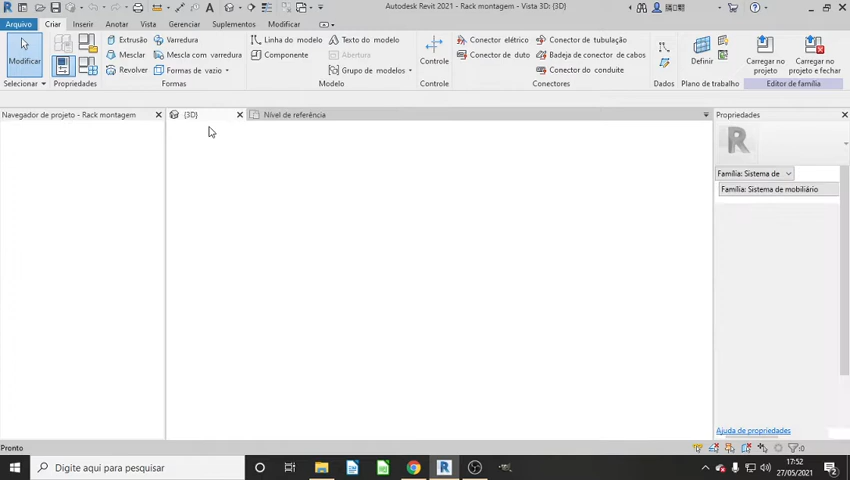 Autodesk Revit 2021 - Rack montagem - Vista 3D: {3D}
Arquivo Criar Inserir Anotar Vista Gerenciar Suplementos Modificar
Modificar
Selecionar
Propriedades
Extrusão
Mesclar
Revolver
Varredura
Mescla com varredura
Formas de vazio
Formas
Linha do modelo
Componente
Texto do modelo
Abertura
Grupo de modelos
Modelo
Controle
Controle
Conector elétrico
Conector de duto
Conector de tubulação
Badeja de conector de cabos
Conector do conduite
Conectores
Dados
Definir
Plano de trabalho
Carregar no
projeto
Carregar no
projeto e fechar
Editor de família
Navegador de projeto - Rack montagem
{3D}
Nível de referência
Propriedades
R
Família: Sistema de
Família: Sistema de mobiliário
Ajuda de propriedades
Pronto
:0
Digite aqui para pesquisar
17:52
27/05/2021
2